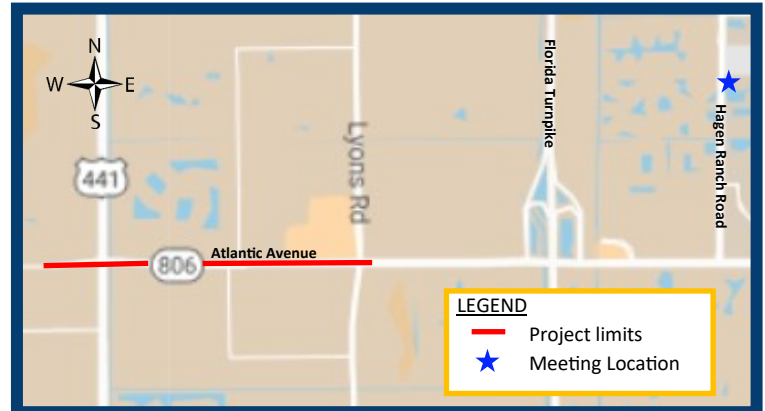 N
W E
S
441
Lyons Rd
Florida Turnpike
Hagen Ranch Road
806
Atlantic Avenue
LEGEND
Project limits
Meeting Location